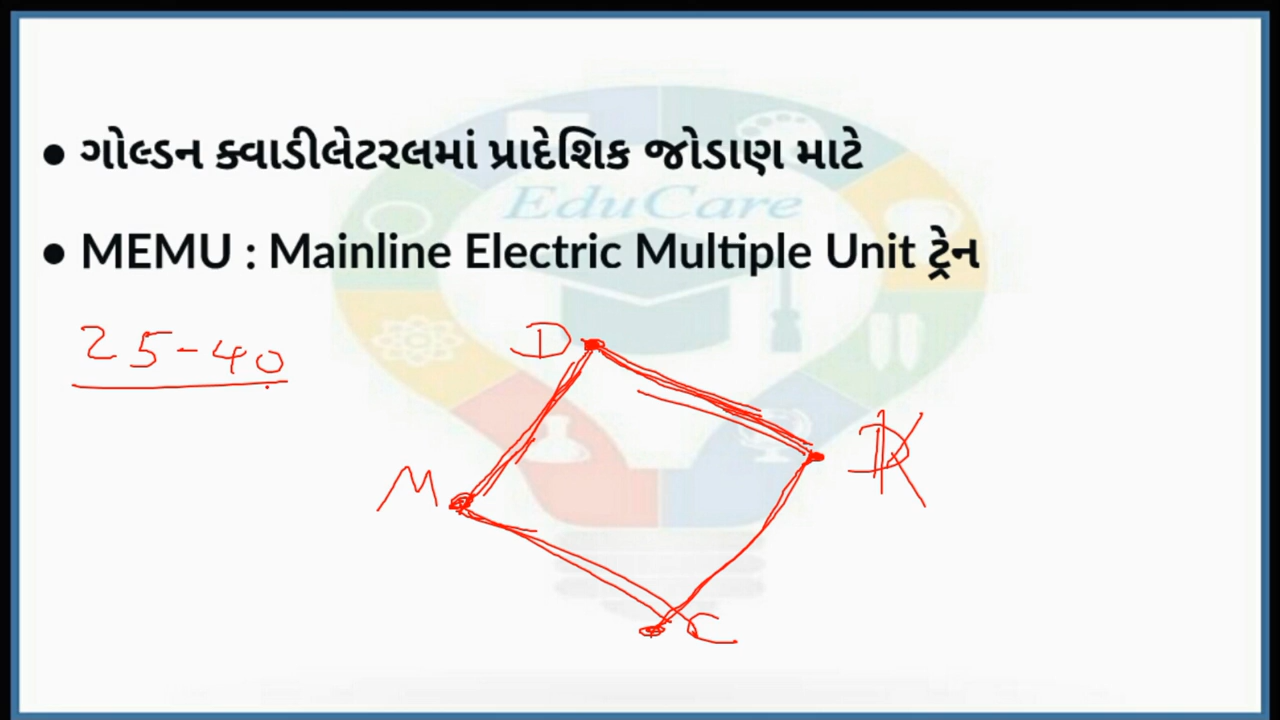 • ગોલ્ડન ક્વાડીલેટરલમાં પ્રાદેશિક જોડાણ માટે
EduCare
• MEMU : Mainline Electric Multiple Unit ટ્રેન
25-40
D
K
M
C